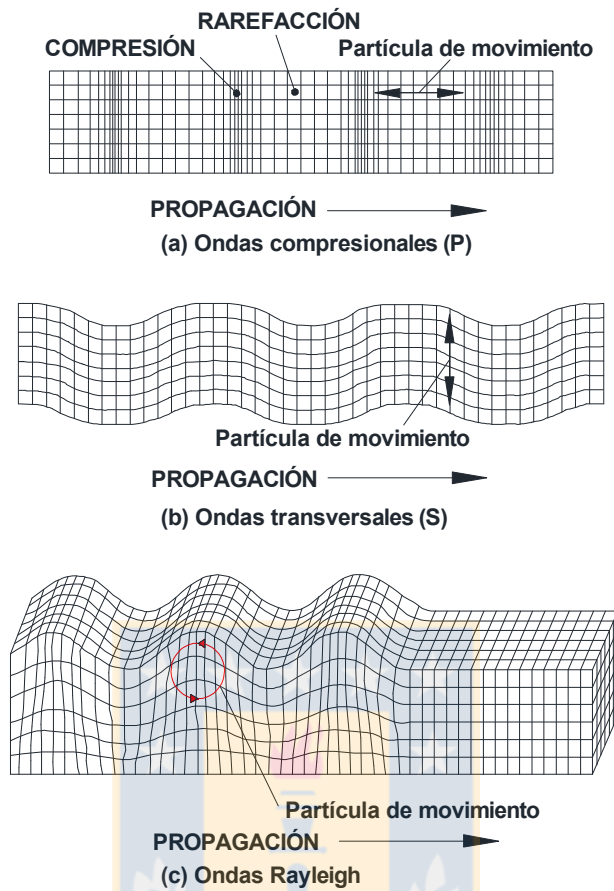 RAREFACCIÓN
COMPRESIÓN
Partícula de movimiento
PROPAGACIÓN
(a) Ondas compresionales (P)
Partícula de movimiento
PROPAGACIÓN
(b) Ondas transversales (S)
Partícula de movimiento
PROPAGACIÓN
(c) Ondas Rayleigh